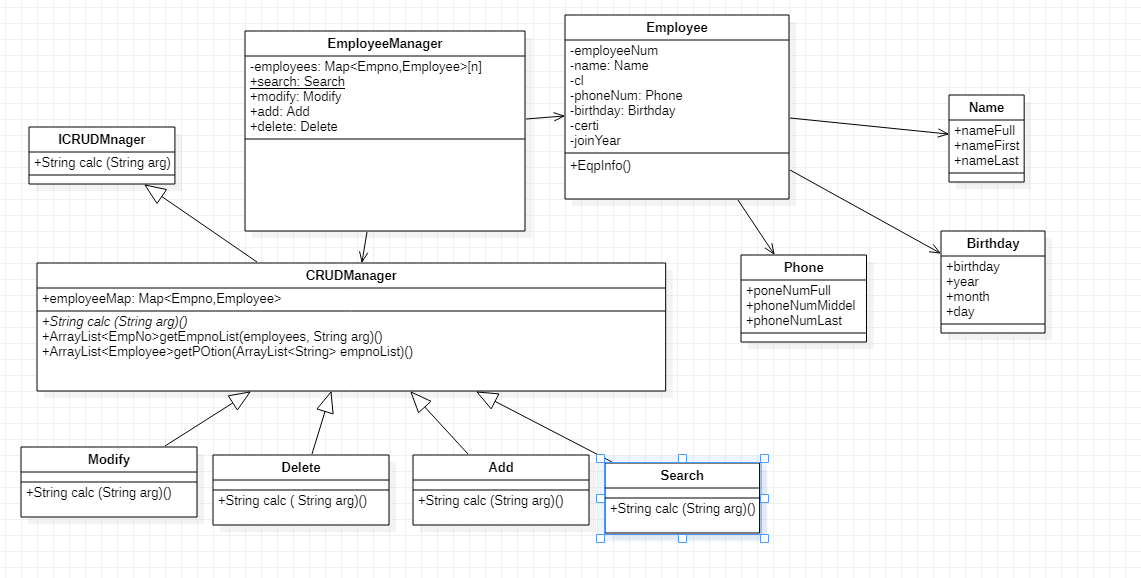 EmployeeManager
-employees: Map<Empno,Employee>[n]
+search: Search
+modify: Modify
+add: Add
+delete: Delete
Employee
-employeeNum
-name: Name
-cl
-phoneNum: Phone
-birthday: Birthday
-certi
-joinYear
+EqpInfo()
Name
+nameFull
+nameFirst
+nameLast
ICRUDMnager
+String calc (String arg)
Birthday
+birthday
+year
+month
+day
Phone
+poneNumFull
+phoneNumMiddel
+phoneNumLast
CRUDManager
+employeeMap: Map<Empno,Employee>
+String calc (String arg)()
+ArrayList<EmpNo>getEmpnoList(employees, String arg)()
+ArrayList<Employee>getPOtion(ArrayList<String> empnoList)()
Modify
+String calc (String arg)()
Delete
+String calc ( String arg)()
Add
+String calc (String arg)()
Search
+String calc (String arg)()